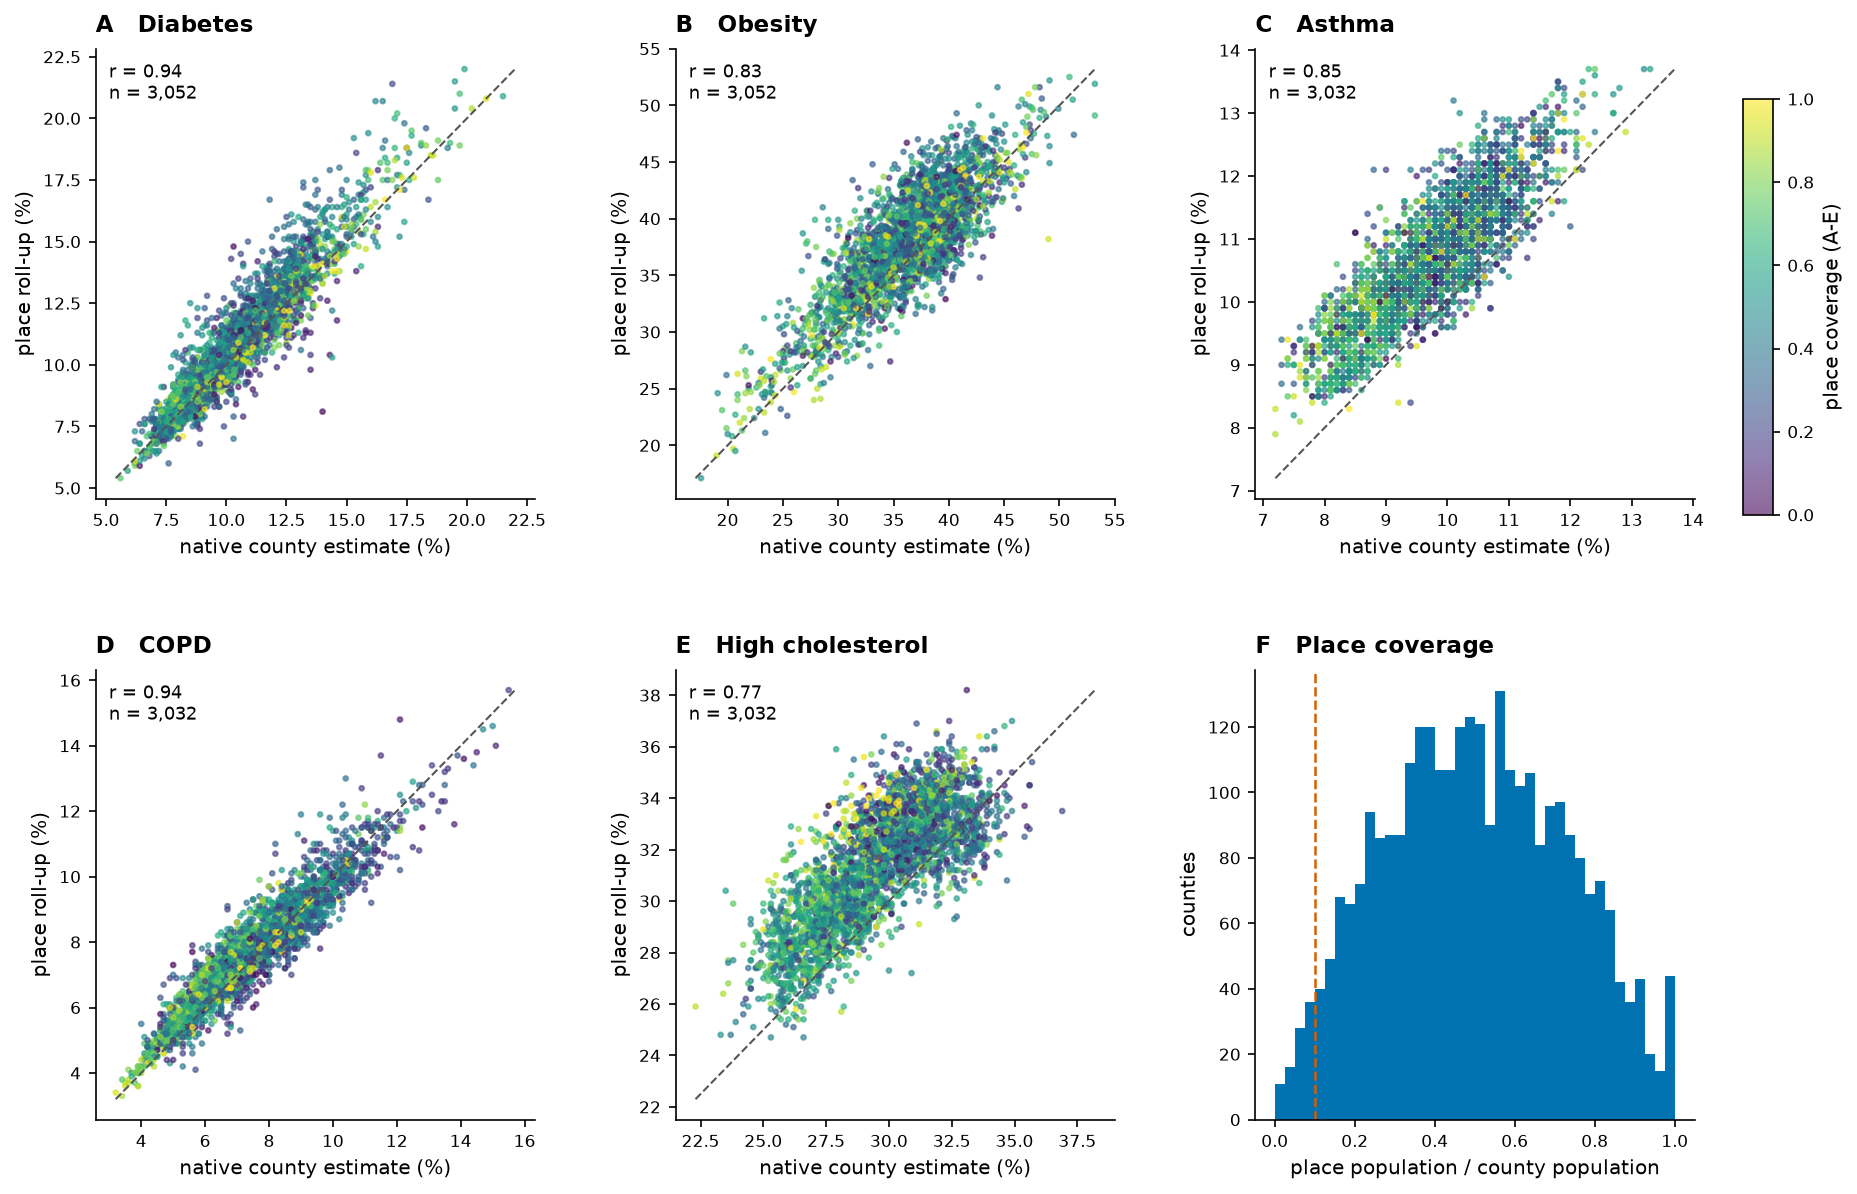 A Diabetes
r = 0.94
n = 3,052
22.5
20.0
17.5
15.0
12.5
10.0
7.5
5.0
place roll-up (%)
5.0 7.5 10.0 12.5 15.0 17.5 20.0 22.5
native county estimate (%)
B Obesity
r = 0.83
n = 3,052
55
50
45
40
35
30
25
20
place roll-up (%)
20 25 30 35 40 45 50 55
native county estimate (%)
C Asthma
r = 0.85
n = 3,032
14
13
12
11
10
9
8
7
place roll-up (%)
7 8 9 10 11 12 13 14
native county estimate (%)
1.0
0.8
0.6
0.4
0.2
0.0
place coverage (A-E)
D COPD
r = 0.94
n = 3,032
16
14
12
10
8
6
4
place roll-up (%)
4 6 8 10 12 14 16
native county estimate (%)
E High cholesterol
r = 0.77
n = 3,032
38
36
34
32
30
28
26
24
22
place roll-up (%)
22.5 25.0 27.5 30.0 32.5 35.0 37.5
native county estimate (%)
F Place coverage
120
100
80
60
40
20
0
counties
0.0 0.2 0.4 0.6 0.8 1.0
place population / county population